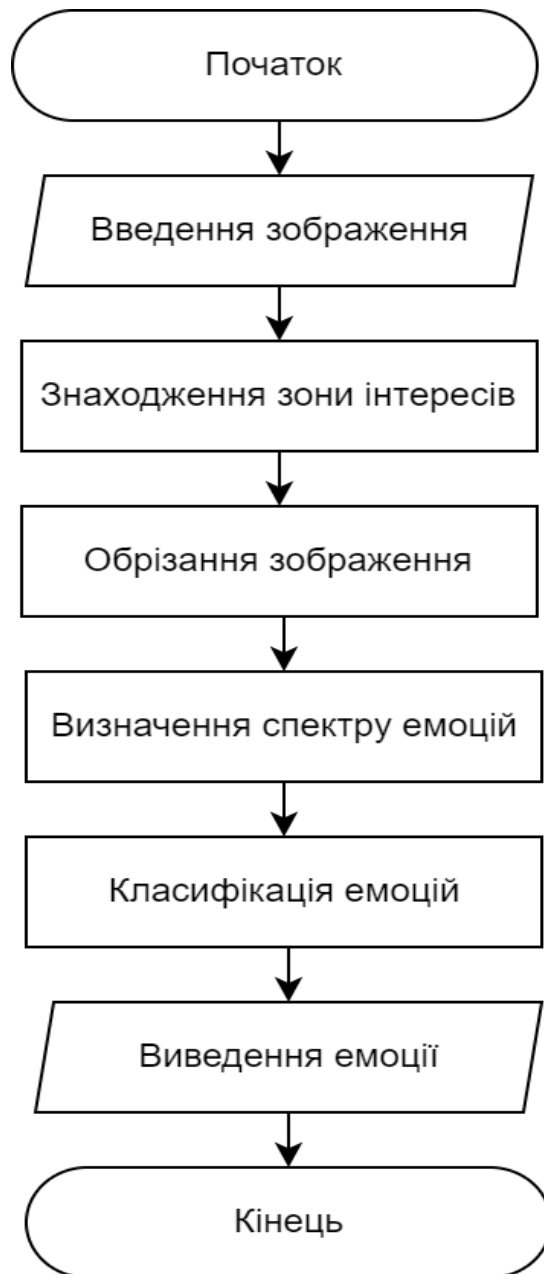 Початок
Введення зображення
Знаходження зони інтересів
Обрізання зображення
Визначення спектру емоцій
Класифікація емоцій
Виведення емоції
Кінець